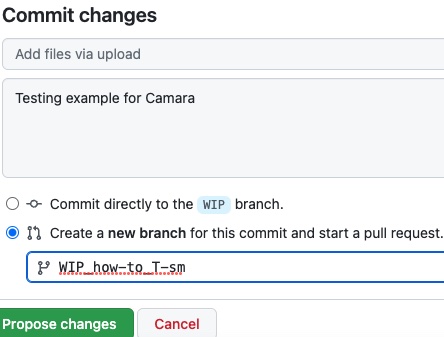 Commit changes
Add files via upload
Testing example for Camara
Commit directly to the WIP branch.
Create a new branch for this commit and start a pull request.
WIP_how-to_T-sm
Propose changes Cancel